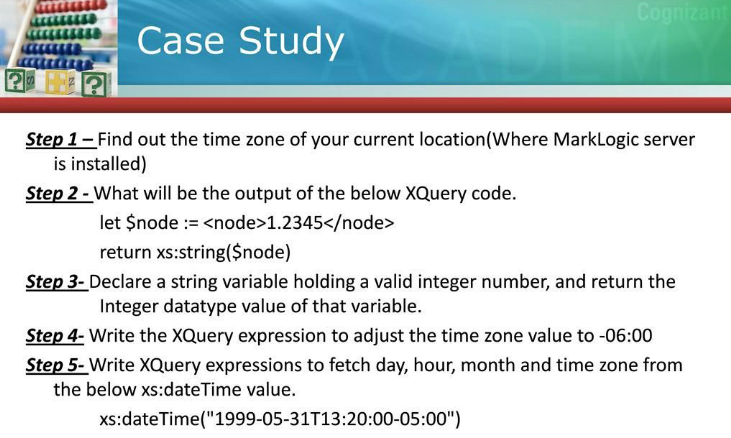 Cognizant
ACADEMY
Case Study
Step 1 – Find out the time zone of your current location(Where MarkLogic server
is installed)
Step 2 - What will be the output of the below XQuery code.
let $node := <node>1.2345</node>
return xs:string($node)
Step 3- Declare a string variable holding a valid integer number, and return the
Integer datatype value of that variable.
Step 4- Write the XQuery expression to adjust the time zone value to -06:00
Step 5- Write XQuery expressions to fetch day, hour, month and time zone from
the below xs:dateTime value.
xs:dateTime("1999-05-31T13:20:00-05:00")